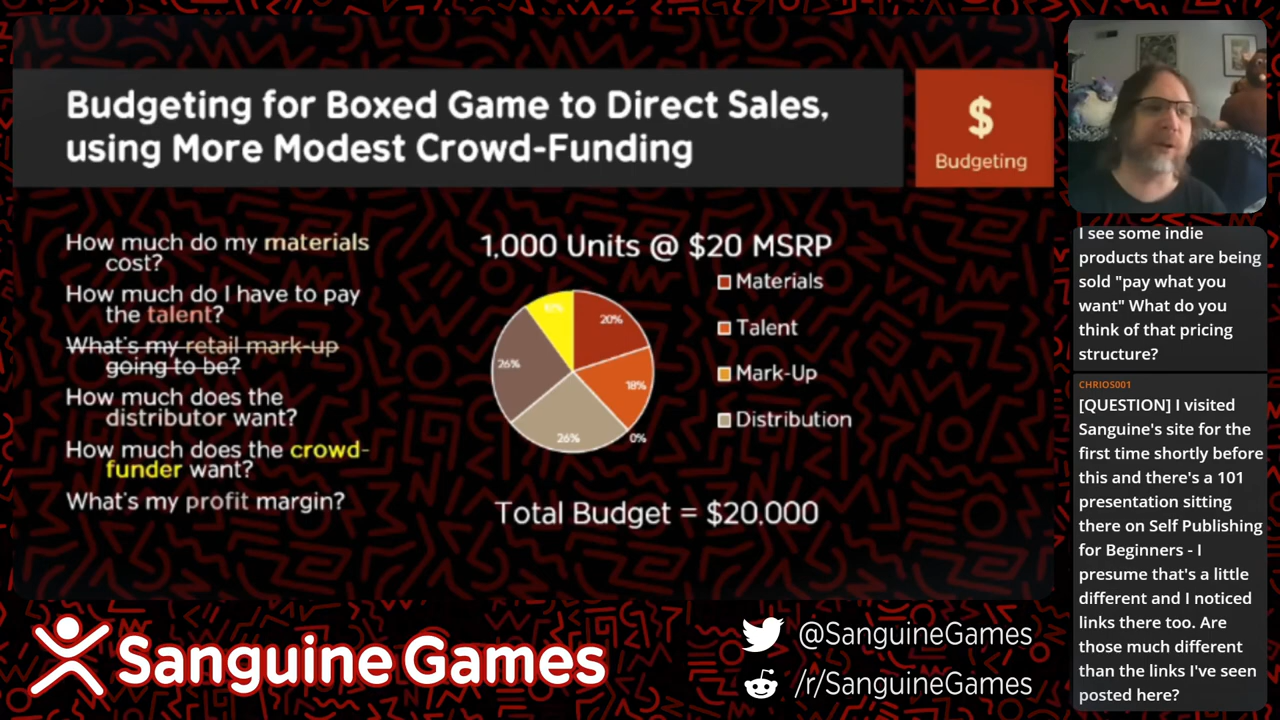 Budgeting for Boxed Game to Direct Sales,
using More Modest Crowd-Funding
$
Budgeting
How much do my materials
cost?
How much do I have to pay
the talent?
What's my retail mark-up
going to be?
How much does the
distributor want?
How much does the crowd-
funder want?
What's my profit margin?
1,000 Units @ $20 MSRP
20%
18%
0%
26%
26%
10%
Materials
Talent
Mark-Up
Distribution
Total Budget = $20,000
I see some indie
products that are being
sold "pay what you
want" What do you
think of that pricing
structure?
CHRIOS001
[QUESTION] I visited
Sanguine's site for the
first time shortly before
this and there's a 101
presentation sitting
there on Self Publishing
for Beginners - I
presume that's a little
different and I noticed
links there too. Are
those much different
than the links I've seen
posted here?
Sanguine Games
@SanguineGames
/r/SanguineGames